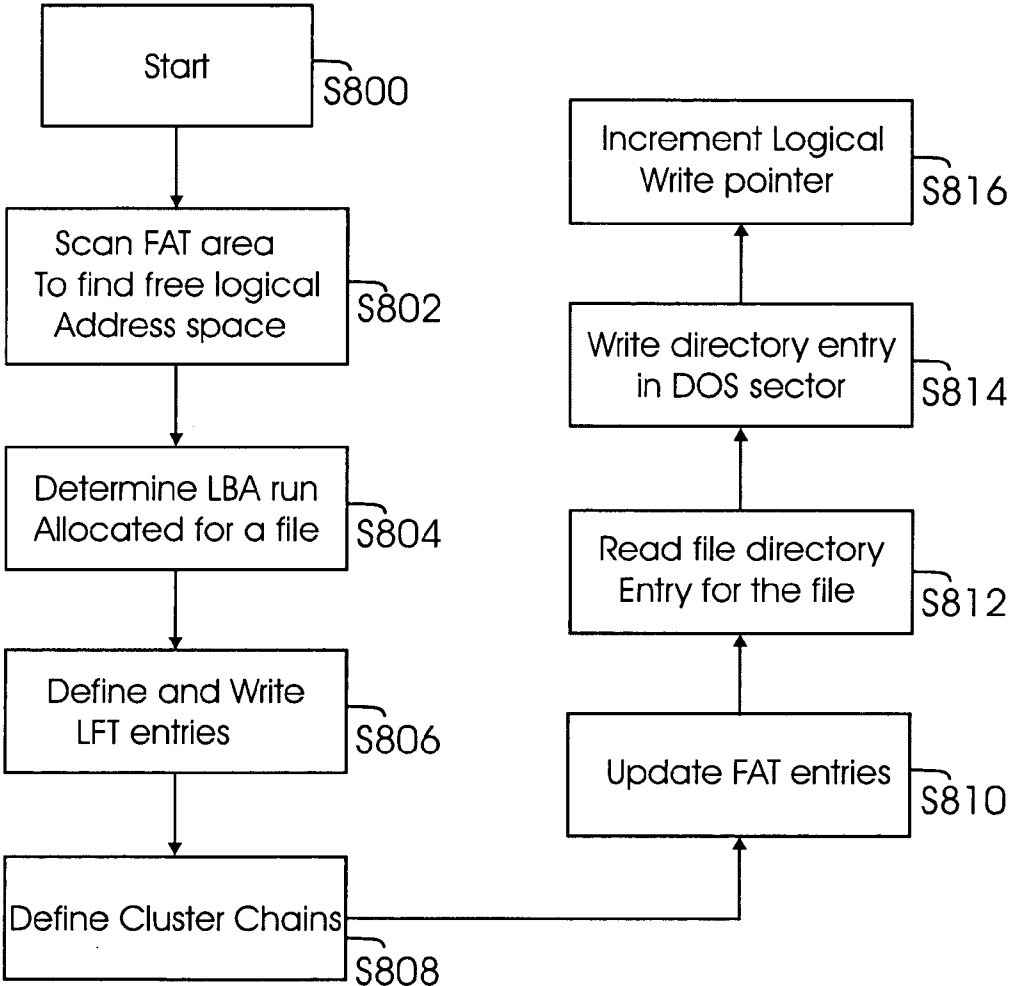 Start
S800
Scan FAT area
To find free logical
Address space
S802
Determine LBA run
Allocated for a file
S804
Define and Write
LFT entries
S806
Define Cluster Chains
S808
Update FAT entries
S810
Read file directory
Entry for the file
S812
Write directory entry
in DOS sector
S814
Increment Logical
Write pointer
S816